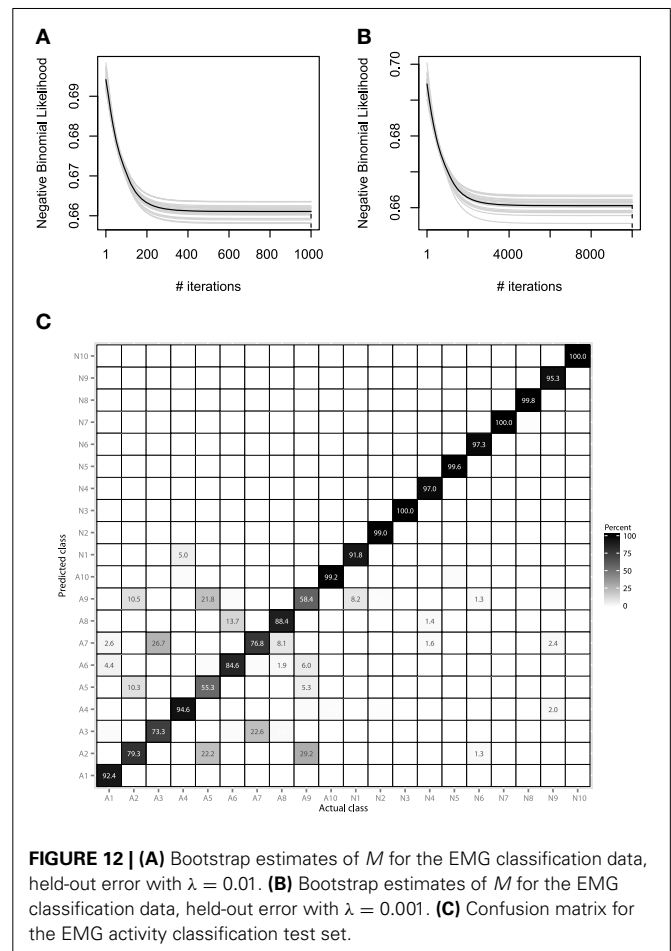 A
Negative Binomial Likelihood
0.69
0.68
0.67
0.66
1 200 400 600 800 1000
# iterations
B
Negative Binomial Likelihood
0.70
0.68
0.66
1 4000 8000
# iterations
C
Predicted class
N10 100.0
N9 95.3
N8 99.8
N7 100.0
N6 97.3
N5 99.6
N4 97.0
N3 100.0
N2 99.0
N1 5.0 91.8
A10 99.2
A9 10.5 21.8 58.4 8.2 1.3
A8 13.7 88.4 1.4
A7 2.6 26.7 76.8 8.1 1.6 2.4
A6 4.4 84.6 1.9 6.0
A5 10.3 55.3 5.3
A4 94.6 2.0
A3 73.3 22.6
A2 79.3 22.2 29.2 1.3
A1 92.4
A1 A2 A3 A4 A5 A6 A7 A8 A9 A10 N1 N2 N3 N4 N5 N6 N7 N8 N9 N10
Actual class
Percent
100
75
50
25
0
FIGURE 12 | (A) Bootstrap estimates of M for the EMG classification data,
held-out error with λ = 0.01. (B) Bootstrap estimates of M for the EMG
classification data, held-out error with λ = 0.001. (C) Confusion matrix for
the EMG activity classification test set.